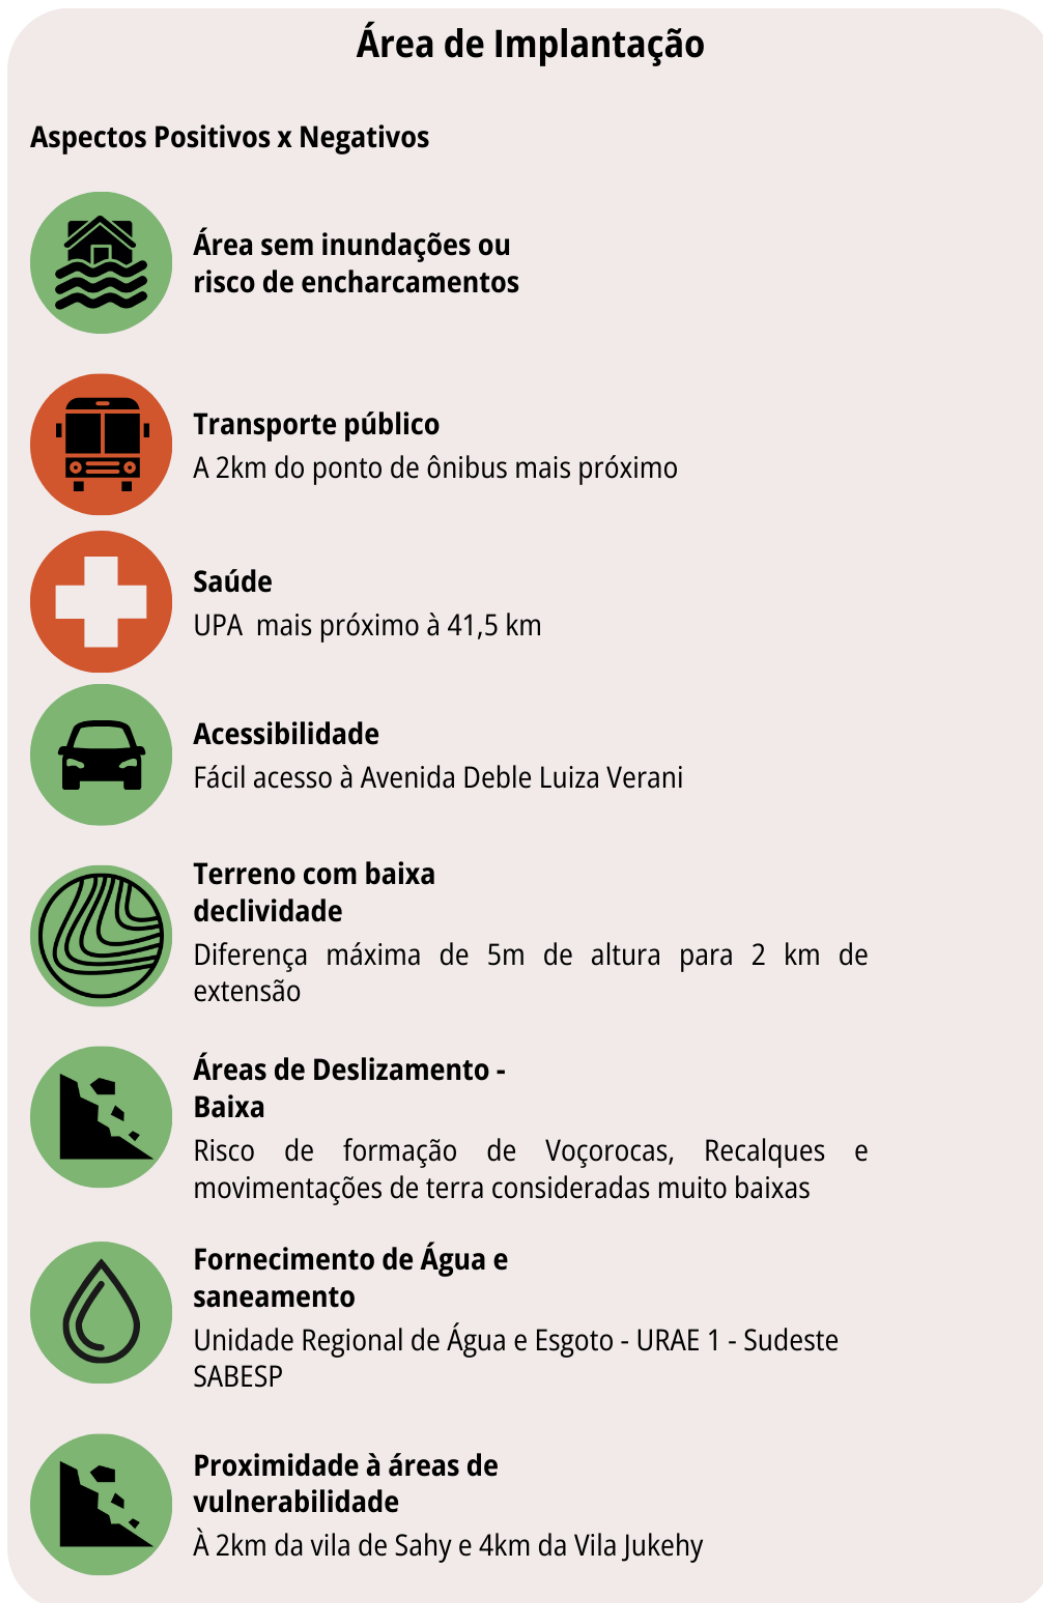 Área de Implantação
Aspectos Positivos x Negativos
Área sem inundações ou
risco de encharcamentos
Transporte público
A 2km do ponto de ônibus mais próximo
Saúde
UPA  mais próximo à 41,5 km
Acessibilidade
Fácil acesso à Avenida Deble Luiza Verani
Terreno com baixa
declividade
Diferença máxima de 5m de altura para 2 km de
extensão
Áreas de Deslizamento -
Baixa
Risco de formação de Voçorocas, Recalques e
movimentações de terra consideradas muito baixas
Fornecimento de Água e
saneamento
Unidade Regional de Água e Esgoto - URAE 1 - Sudeste
SABESP
Proximidade à áreas de
vulnerabilidade
À 2km da vila de Sahy e 4km da Vila Jukehy